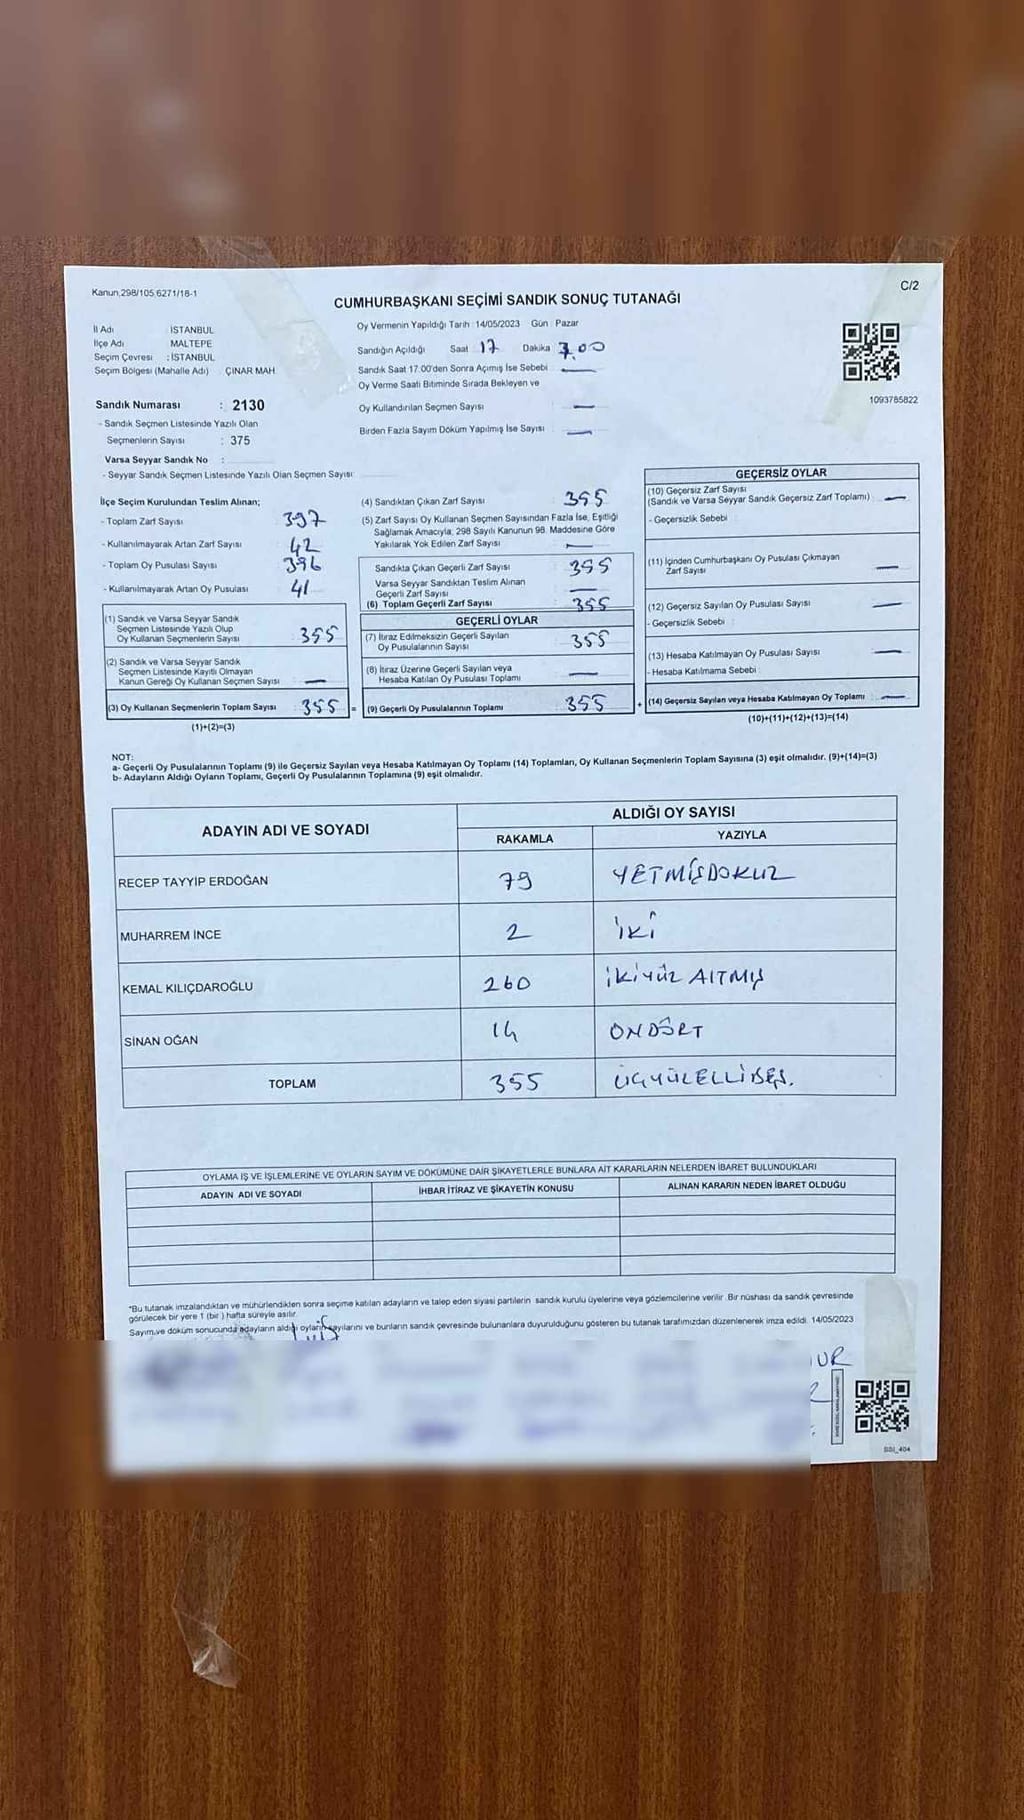 Kanun,298/105,6271/18-1
C/2
CUMHURBAŞKANI SEÇİMİ SANDIK SONUÇ TUTANAĞI
İl Adı : İSTANBUL
İlçe Adı : MALTEPE
Seçim Çevresi : İSTANBUL
Seçim Bölgesi (Mahalle Adı) : ÇINAR MAH.
Oy Vermenin Yapıldığı Tarih : 14/05/2023 Gün : Pazar
Sandığın Açıldığı Saat 17 Dakika
Sandık Saat 17.00'den Sonra Açımış İse Sebebi : —
Oy Verme Saati Bitiminde Sırada Bekleyen ve
Oy Kullandırılan Seçmen Sayısı —
Birden Fazla Sayım Döküm Yapılmış İse Sayısı : —
1093785822
Sandık Numarası : 2130
- Sandık Seçmen Listesinde Yazılı Olan
Seçmenlerin Sayısı : 375
Varsa Seyyar Sandık No :
- Seyyar Sandık Seçmen Listesinde Yazılı Olan Seçmen Sayısı:
İlçe Seçim Kurulundan Teslim Alınan;
- Toplam Zarf Sayısı : 397
- Kullanılmayarak Artan Zarf Sayısı : 42
- Toplam Oy Pusulası Sayısı : 396
- Kullanılmayarak Artan Oy Pusulası : 41
(1) Sandık ve Varsa Seyyar Sandık
Seçmen Listesinde Yazılı Olup
Oy Kullanan Seçmenlerin Sayısı : 355
(2) Sandık ve Varsa Seyyar Sandık
Seçmen Listesinde Kayıtlı Olmayan
Kanun Gereği Oy Kullanan Seçmen Sayısı : —
(3) Oy Kullanan Seçmenlerin Toplam Sayısı : 355 =
(1)+(2)=(3)
(4) Sandıktan Çıkan Zarf Sayısı : 355
(5) Zarf Sayısı Oy Kullanan Seçmen Sayısından Fazla İse, Eşitliği
Sağlamak Amacıyla, 298 Sayılı Kanunun 98. Maddesine Göre
Yakılarak Yok Edilen Zarf Sayısı : —
Sandıkta Çıkan Geçerli Zarf Sayısı : 355
Varsa Seyyar Sandıktan Teslim Alınan
Geçerli Zarf Sayısı : —
(6) Toplam Geçerli Zarf Sayısı : 355
GEÇERLİ OYLAR
(7) İtiraz Edilmeksizin Geçerli Sayılan
Oy Pusulalarının Sayısı : 355
(8) İtiraz Üzerine Geçerli Sayılan veya
Hesaba Katılan Oy Pusulası Toplamı : —
(9) Geçerli Oy Pusulalarının Toplamı : 355 +
GEÇERSİZ OYLAR
(10) Geçersiz Zarf Sayısı
(Sandık ve Varsa Seyyar Sandık Geçersiz Zarf Toplamı) : —
- Geçersizlik Sebebi :
(11) İçinden Cumhurbaşkanı Oy Pusulası Çıkmayan
Zarf Sayısı : —
(12) Geçersiz Sayılan Oy Pusulası Sayısı : —
- Geçersizlik Sebebi :
(13) Hesaba Katılmayan Oy Pusulası Sayısı : —
- Hesaba Katılmama Sebebi :
(14) Geçersiz Sayılan veya Hesaba Katılmayan Oy Toplamı : —
(10)+(11)+(12)+(13)=(14)
NOT:
a- Geçerli Oy Pusulalarının Toplamı (9) ile Geçersiz Sayılan veya Hesaba Katılmayan Oy Toplamı (14) Toplamları, Oy Kullanan Seçmenlerin Toplam Sayısına (3) eşit olmalıdır. (9)+(14)=(3)
b- Adayların Aldığı Oyların Toplamı, Geçerli Oy Pusulalarının Toplamına (9) eşit olmalıdır.
ADAYIN ADI VE SOYADI
ALDIĞI OY SAYISI
RAKAMLA YAZIYLA
RECEP TAYYİP ERDOĞAN 79 YETMİŞDOKUZ
MUHARREM İNCE 2 İKİ
KEMAL KILIÇDAROĞLU 260 İKİYÜZ ALTMIŞ
SİNAN OĞAN 14 ONDÖRT
TOPLAM 355 ÜÇYÜZELLİBEŞ.
OYLAMA İŞ VE İŞLEMLERİNE VE OYLARIN SAYIM VE DÖKÜMÜNE DAİR ŞİKAYETLERLE BUNLARA AİT KARARLARIN NELERDEN İBARET BULUNDUKLARI
ADAYIN ADI VE SOYADI İHBAR İTİRAZ VE ŞİKAYETİN KONUSU ALINAN KARARIN NEDEN İBARET OLDUĞU
*Bu tutanak imzalandıktan ve mühürlendikten sonra seçime katılan adayların ve talep eden siyasi partilerin sandık kurulu üyelerine veya gözlemcilerine verilir. Bir nüshası da sandık çevresinde
görülecek bir yere 1 (bir) hafta süreyle asılır.
Sayım ve döküm sonucunda adayların aldığı oyların sayılarını ve bunların sandık çevresinde bulunanlara duyurulduğunu gösteren bu tutanak tarafımızdan düzenlenerek imza edildi. 14/05/2023
UR